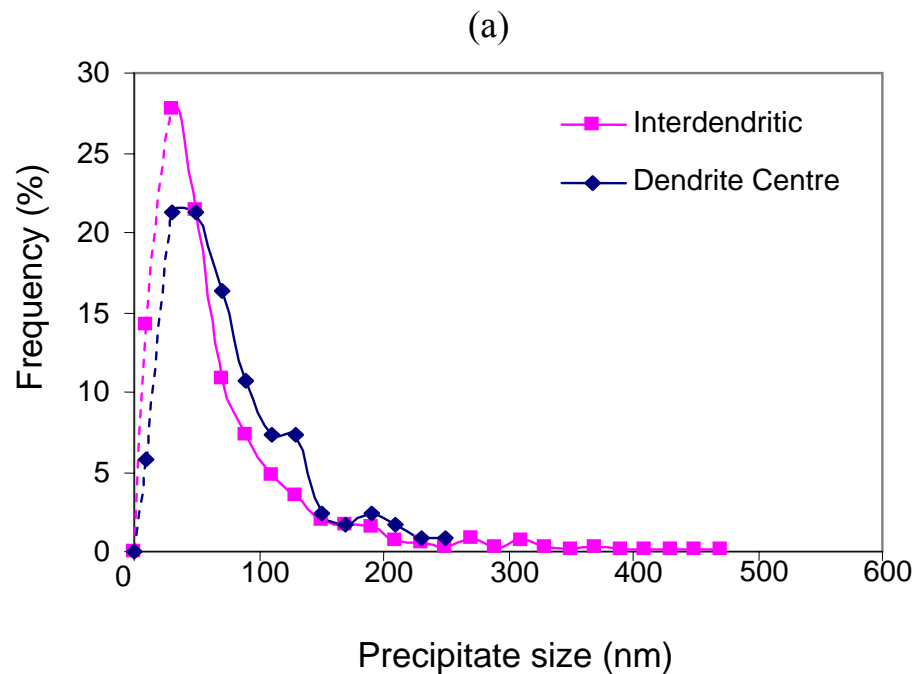 (a)
30
25
20
15
10
5
0
Frequency (%)
Interdendritic
Dendrite Centre
0 100 200 300 400 500 600
Precipitate size (nm)